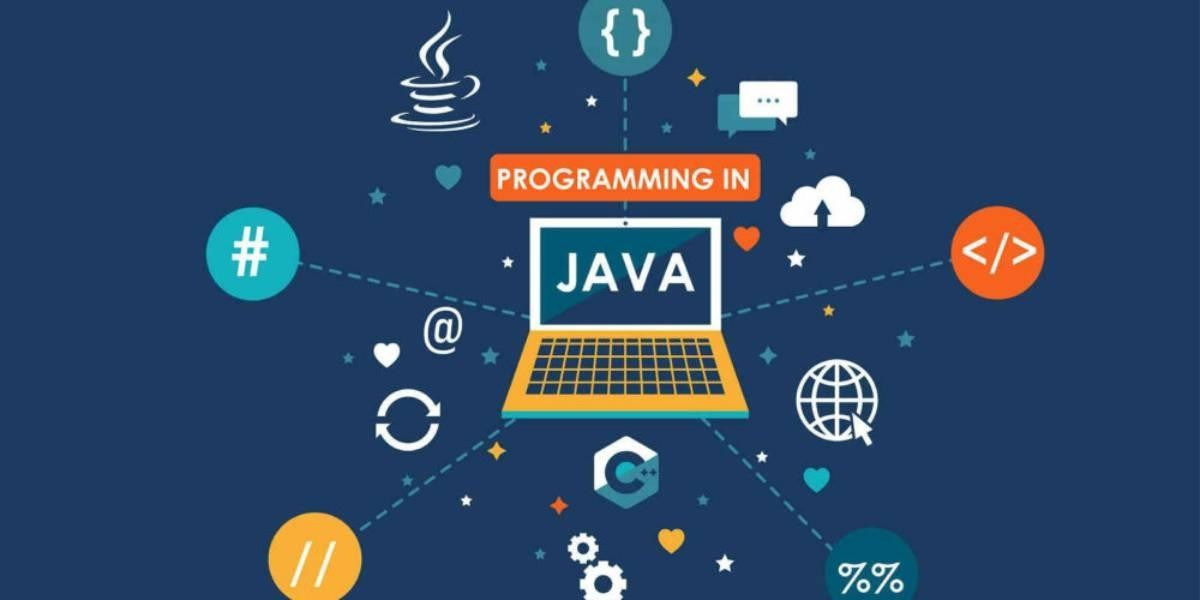 { }
PROGRAMMING IN
JAVA
#
</>
@
C++
//
%%